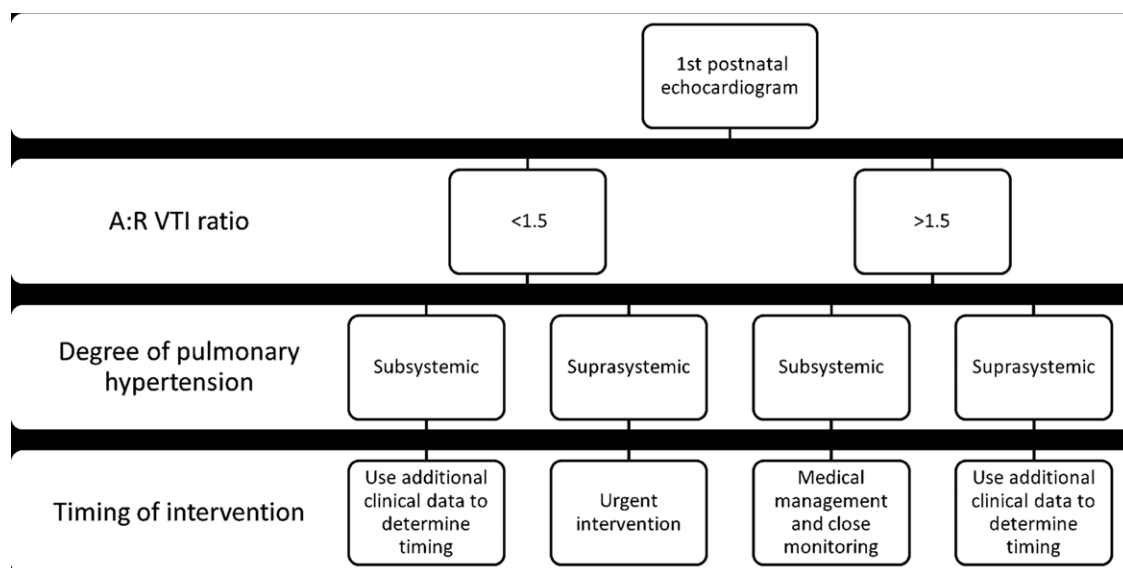 1st postnatal
echocardiogram
A:R VTI ratio
<1.5
>1.5
Degree of pulmonary
hypertension
Subsystemic
Suprasystemic
Subsystemic
Suprasystemic
Timing of intervention
Use additional
clinical data to
determine
timing
Urgent
intervention
Medical
management
and close
monitoring
Use additional
clinical data to
determine
timing